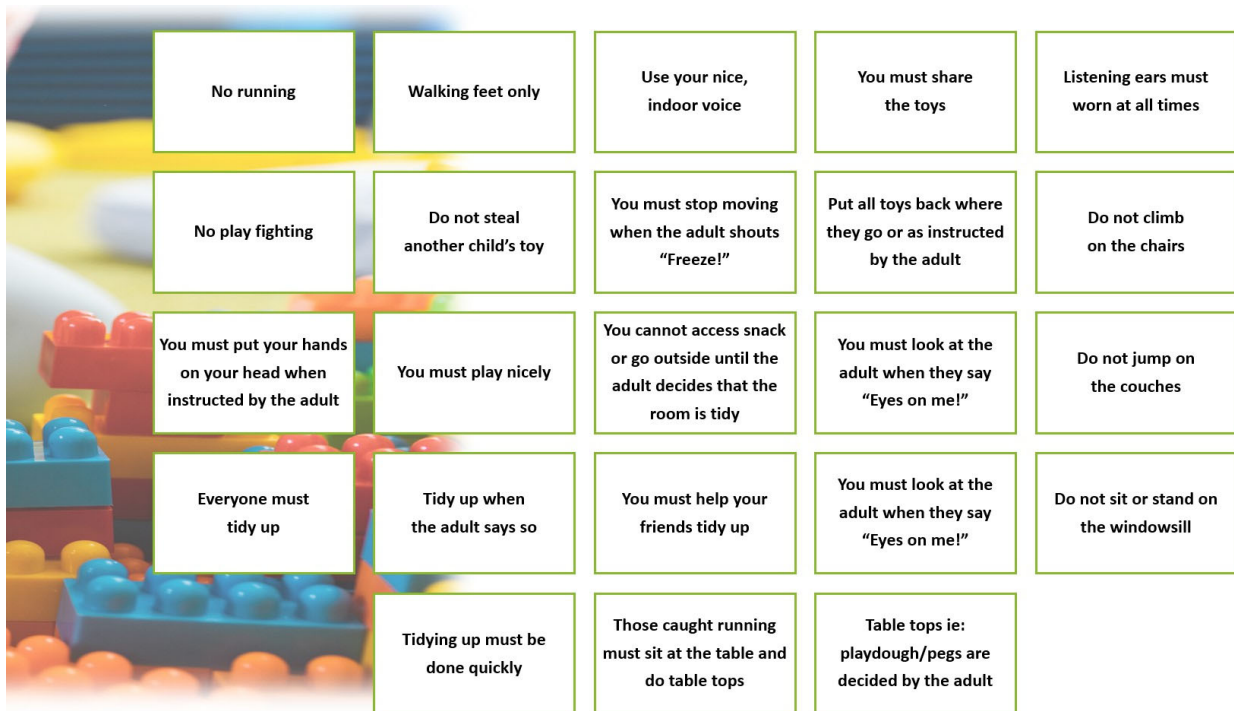 No running
Walking feet only
Use your nice,
indoor voice
You must share
the toys
Listening ears must
worn at all times
No play fighting
Do not steal
another child’s toy
You must stop moving
when the adult shouts
“Freeze!”
Put all toys back where
they go or as instructed
by the adult
Do not climb
on the chairs
You must put your hands
on your head when
instructed by the adult
You must play nicely
You cannot access snack
or go outside until the
adult decides that the
room is tidy
You must look at the
adult when they say
“Eyes on me!”
Do not jump on
the couches
Everyone must
tidy up
Tidy up when
the adult says so
You must help your
friends tidy up
You must look at the
adult when they say
“Eyes on me!”
Do not sit or stand on
the windowsill
Tidying up must be
done quickly
Those caught running
must sit at the table and
do table tops
Table tops ie:
playdough/pegs are
decided by the adult